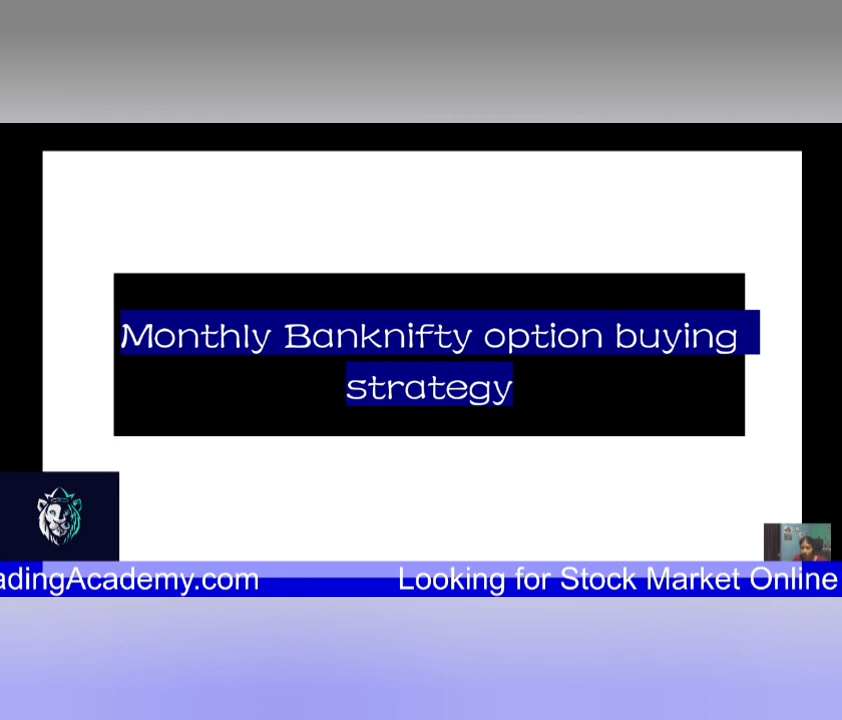 Monthly Banknifty option buying
strategy
adingAcademy.com Looking for Stock Market Online